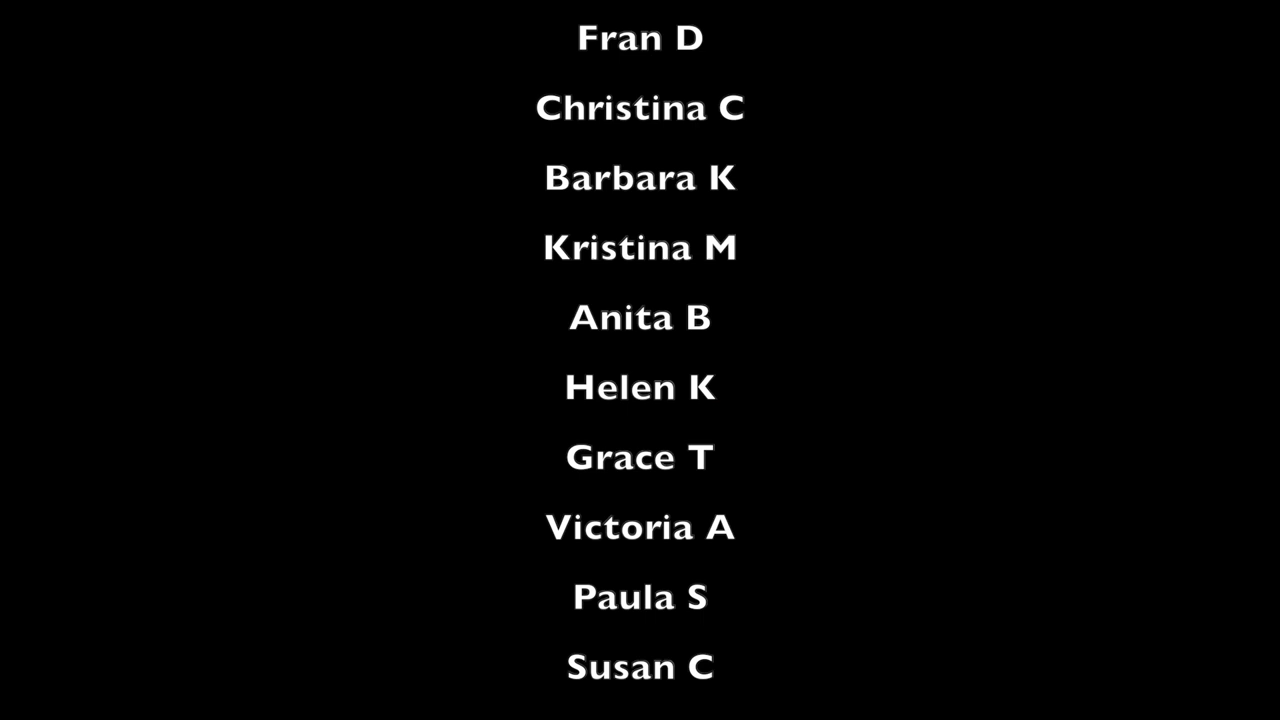 Fran D
Christina C
Barbara K
Kristina M
Anita B
Helen K
Grace T
Victoria A
Paula S
Susan C